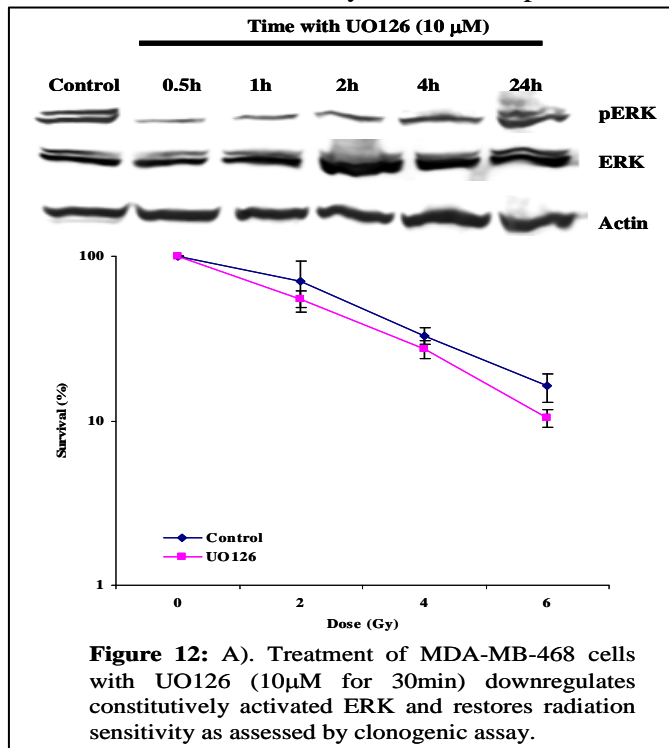 Time with UO126 (10 μM)
Control 0.5h 1h 2h 4h 24h
pERK
ERK
Actin
100
10
1
Survival (%)
Control
UO126
0 2 4 6
Dose (Gy)
Figure 12: A). Treatment of MDA-MB-468 cells
with UO126 (10μM for 30min) downregulates
constitutively activated ERK and restores radiation
sensitivity as assessed by clonogenic assay.